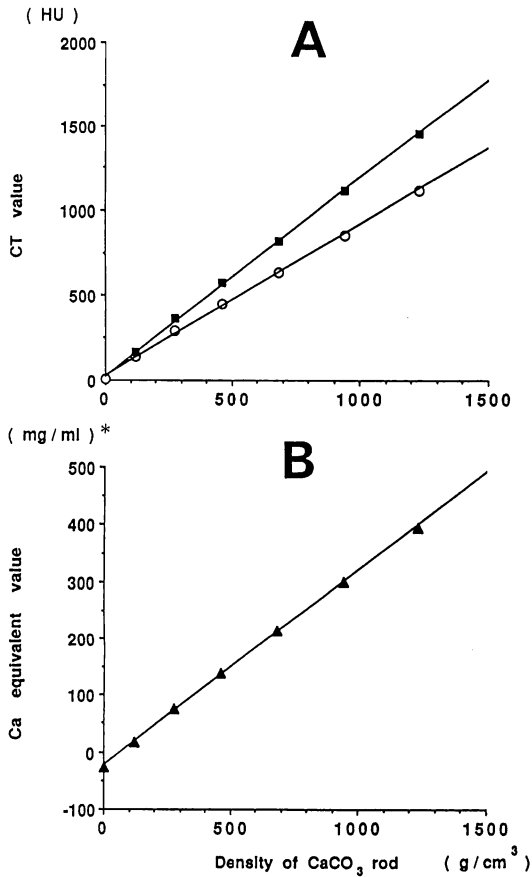 ( HU )
A
2000
1500
1000
500
0
CT value
0 500 1000 1500
( mg / ml ) *
B
500
400
300
200
100
0
-100
Ca equivalent value
0 500 1000 1500
Density of CaCO3 rod ( g / cm3 )